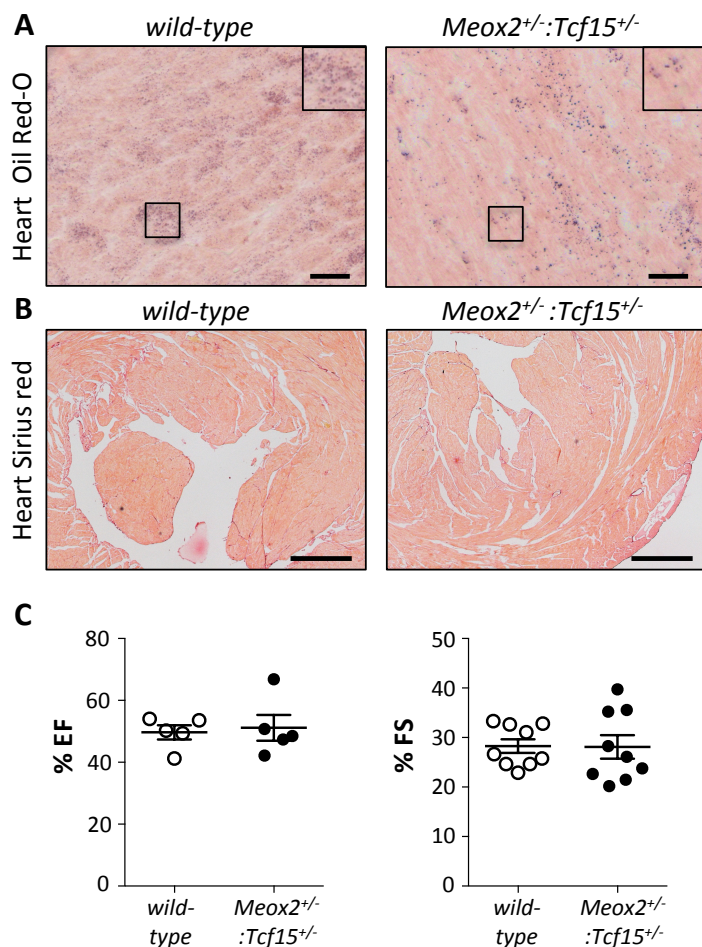 A
wild-type
Meox2+/-:Tcf15+/-
Heart Oil Red-O
B
wild-type
Meox2+/- :Tcf15+/-
Heart Sirius red
C
80
60
40
20
0
% EF
wild-
type
Meox2+/-
:Tcf15+/-
50
40
30
20
10
0
% FS
wild-
type
Meox2+/-
:Tcf15+/-